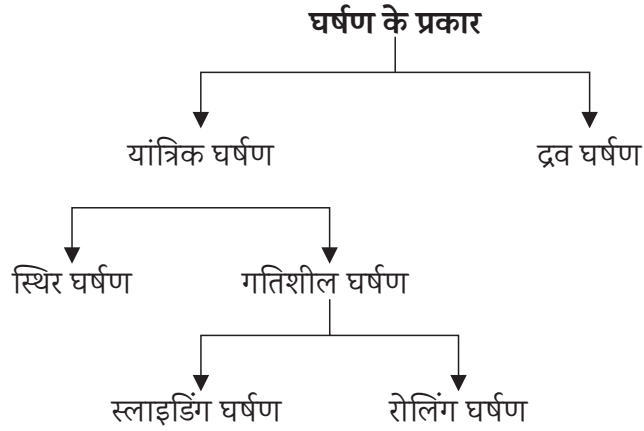 घर्षण के प्रकार
यांत्रिक घर्षण
द्रव घर्षण
स्थिर घर्षण
गतिशील घर्षण
स्लाइडिंग घर्षण
रोलिंग घर्षण